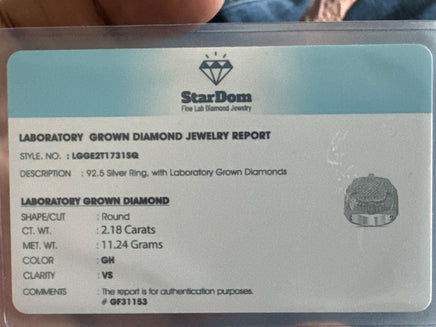 StarDom
Fine Lab Diamond Jewelry
LABORATORY GROWN DIAMOND JEWELRY REPORT
STYLE. NO. : LGGE2T1731SQ
DESCRIPTION : 92.5 Silver Ring, with Laboratory Grown Diamonds
LABORATORY GROWN DIAMOND
SHAPE/CUT : Round
CT. WT. : 2.18 Carats
MET. WT. : 11.24 Grams
COLOR : GH
CLARITY : VS
COMMENTS : The report is for authentication purposes.
# GF31153